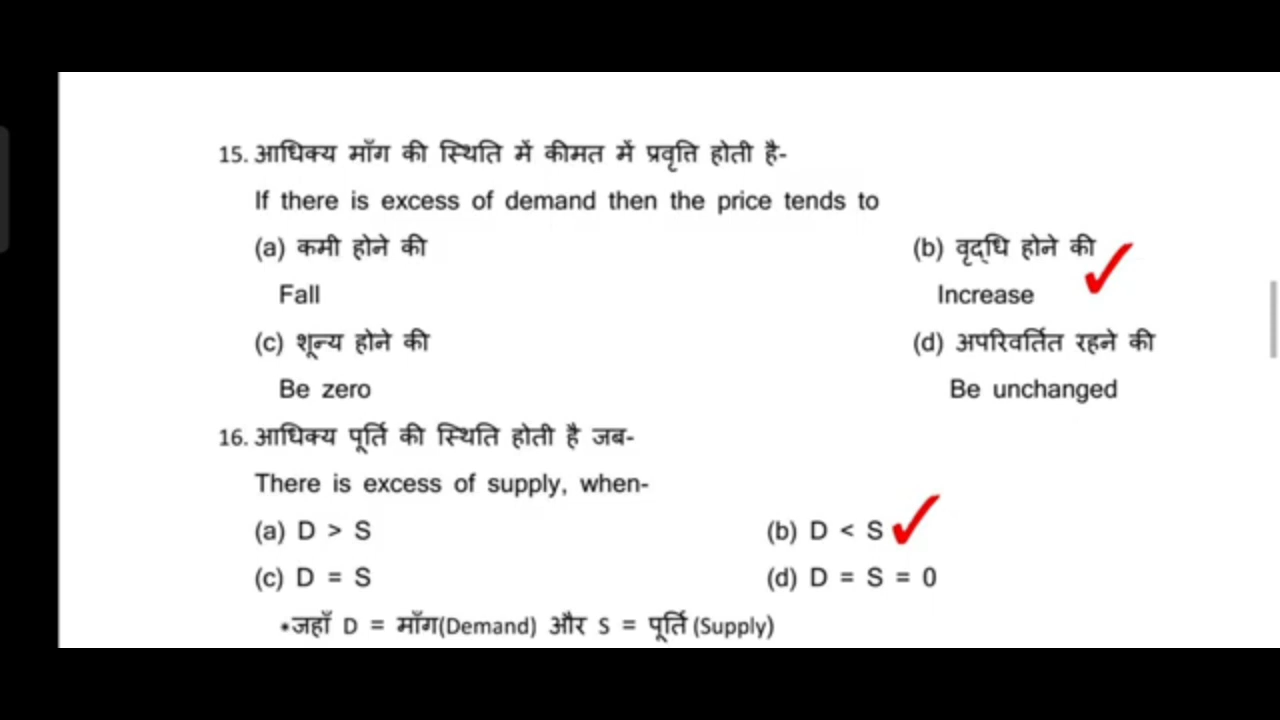 15. आधिक्य माँग की स्थिति में कीमत में प्रवृत्ति होती है-
If there is excess of demand then the price tends to
(a) कमी होने की (b) वृद्धि होने की
Fall Increase
(c) शून्य होने की (d) अपरिवर्तित रहने की
Be zero Be unchanged
16. आधिक्य पूर्ति की स्थिति होती है जब-
There is excess of supply, when-
(a) D > S (b) D < S
(c) D = S (d) D = S = 0
*जहाँ D = माँग(Demand) और S = पूर्ति (Supply)